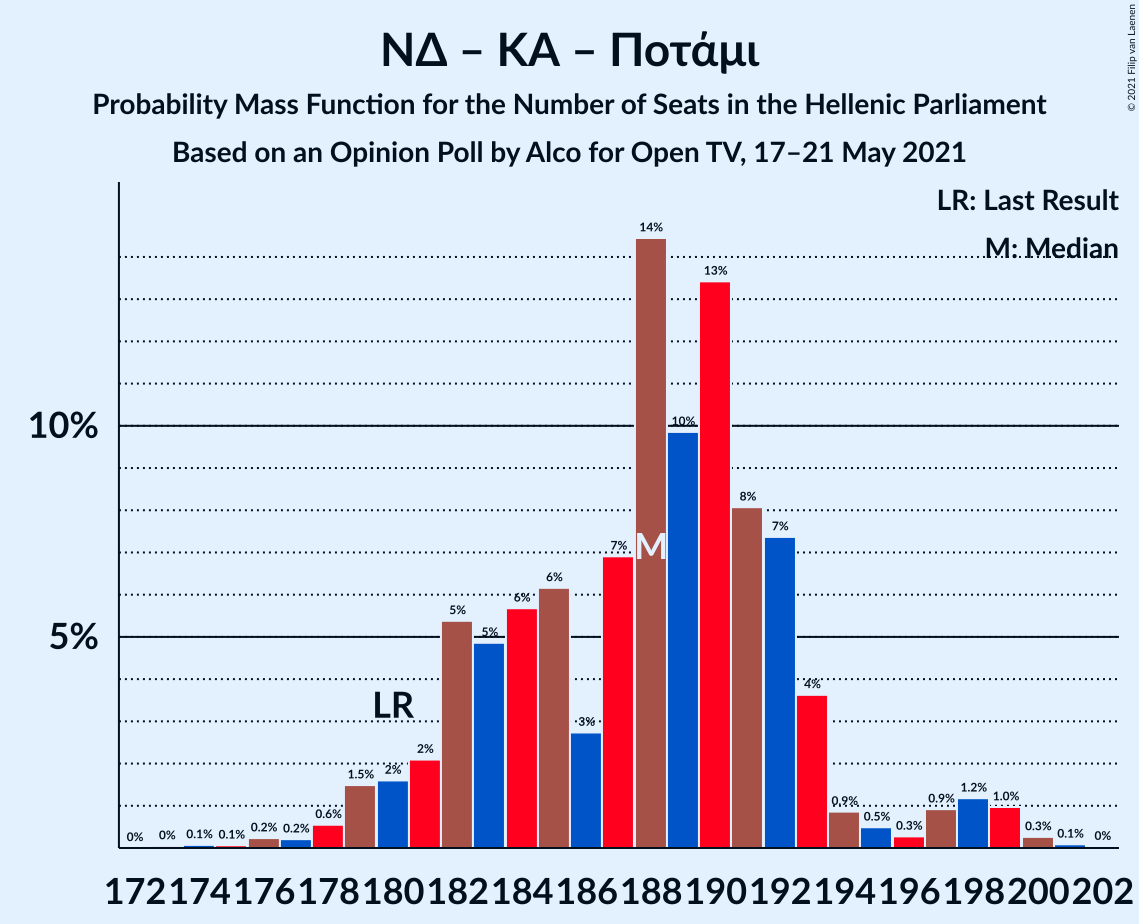 © 2021 Filip van Laenen
ΝΔ – ΚΑ – Ποτάμι
Probability Mass Function for the Number of Seats in the Hellenic Parliament
Based on an Opinion Poll by Alco for Open TV, 17–21 May 2021
LR: Last Result
M: Median
10%
5%
0% 0% 0.1% 0.1% 0.2% 0.2% 0.6% 1.5% 2% 2% 5% 5% 6% 6% 3% 7% 14% 10% 13% 8% 7% 4% 0.9% 0.5% 0.3% 0.9% 1.2% 1.0% 0.3% 0.1% 0%
LR
M
172 174 176 178 180 182 184 186 188 190 192 194 196 198 200 202